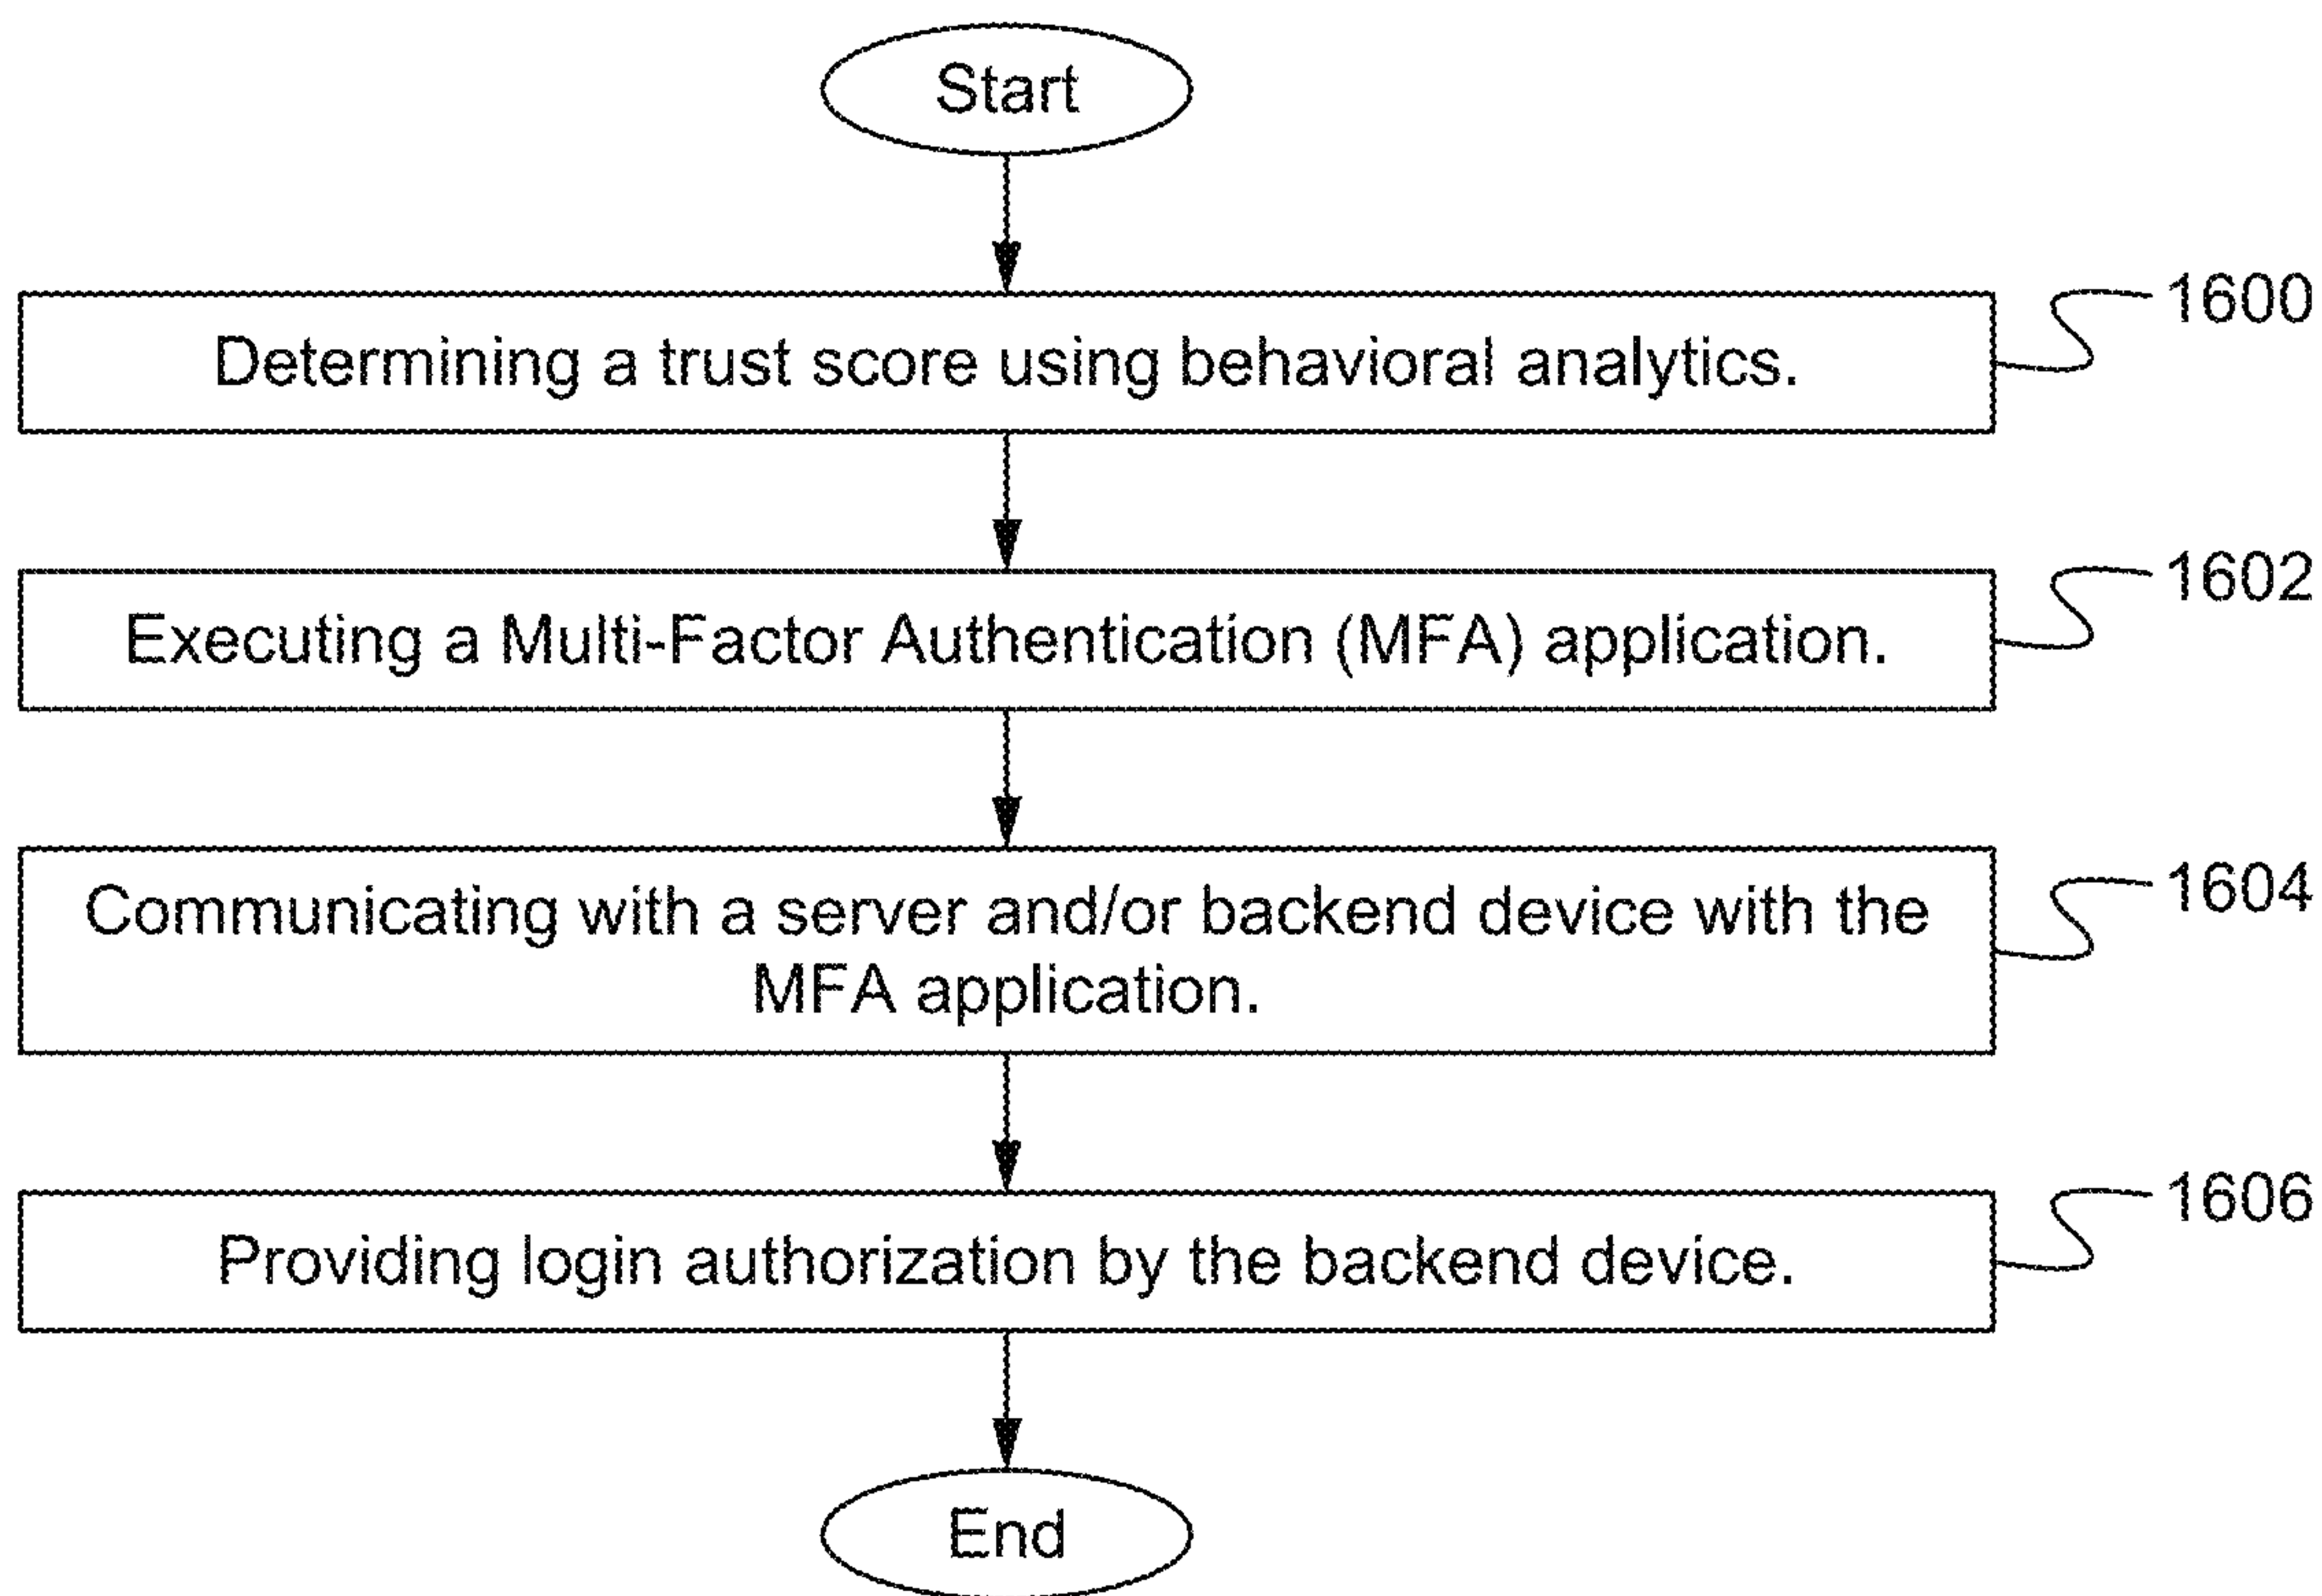 Start
1600
Determining a trust score using behavioral analytics.
1602
Executing a Multi-Factor Authentication (MFA) application.
1604
Communicating with a server and/or backend device with the
MFA application.
1606
Providing login authorization by the backend device.
End